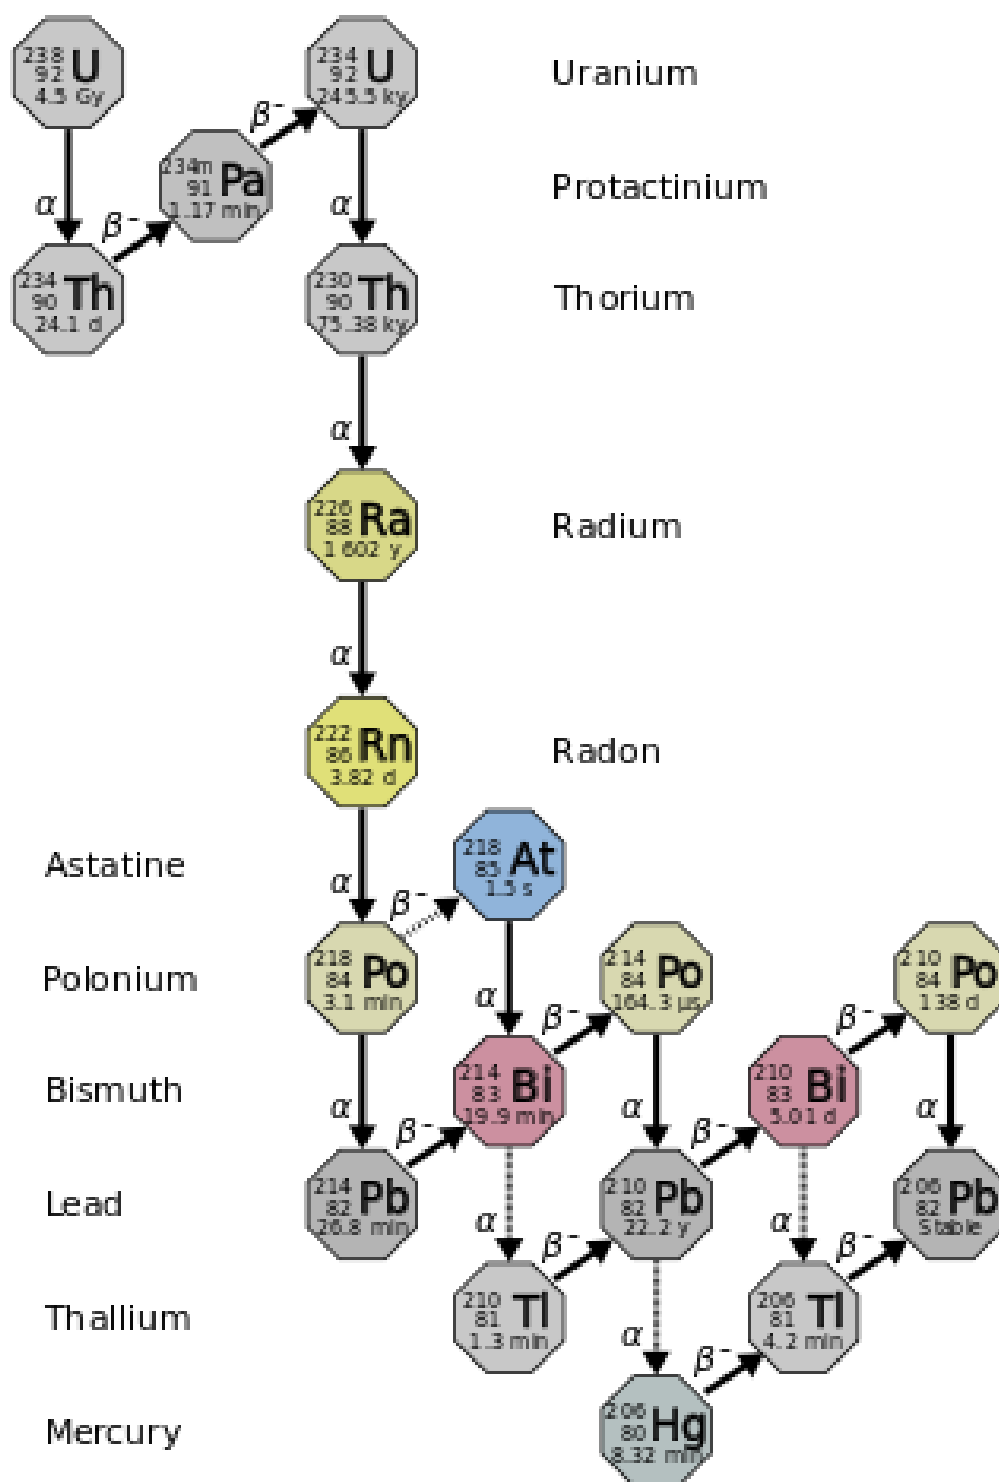 238
92 U
4.5 Gy
234
92 U
245.5 ky
Uranium
β⁻
234m
91 Pa
1.17 min
Protactinium
α
β⁻
α
234
90 Th
24.1 d
230
90 Th
75.38 ky
Thorium
α
226
88 Ra
1 602 y
Radium
α
222
86 Rn
3.82 d
Radon
Astatine
α
β⁻
218
85 At
1.5 s
Polonium
218
84 Po
3.1 min
α
β⁻
214
84 Po
164.3 µs
β⁻
210
84 Po
138 d
Bismuth
α
β⁻
214
83 Bi
19.9 min
α
β⁻
210
83 Bi
5.01 d
α
Lead
214
82 Pb
26.8 min
α
β⁻
210
82 Pb
22.2 y
α
β⁻
206
82 Pb
Stable
Thallium
210
81 Tl
1.3 min
α
β⁻
206
81 Tl
4.2 min
Mercury
206
80 Hg
8.32 min